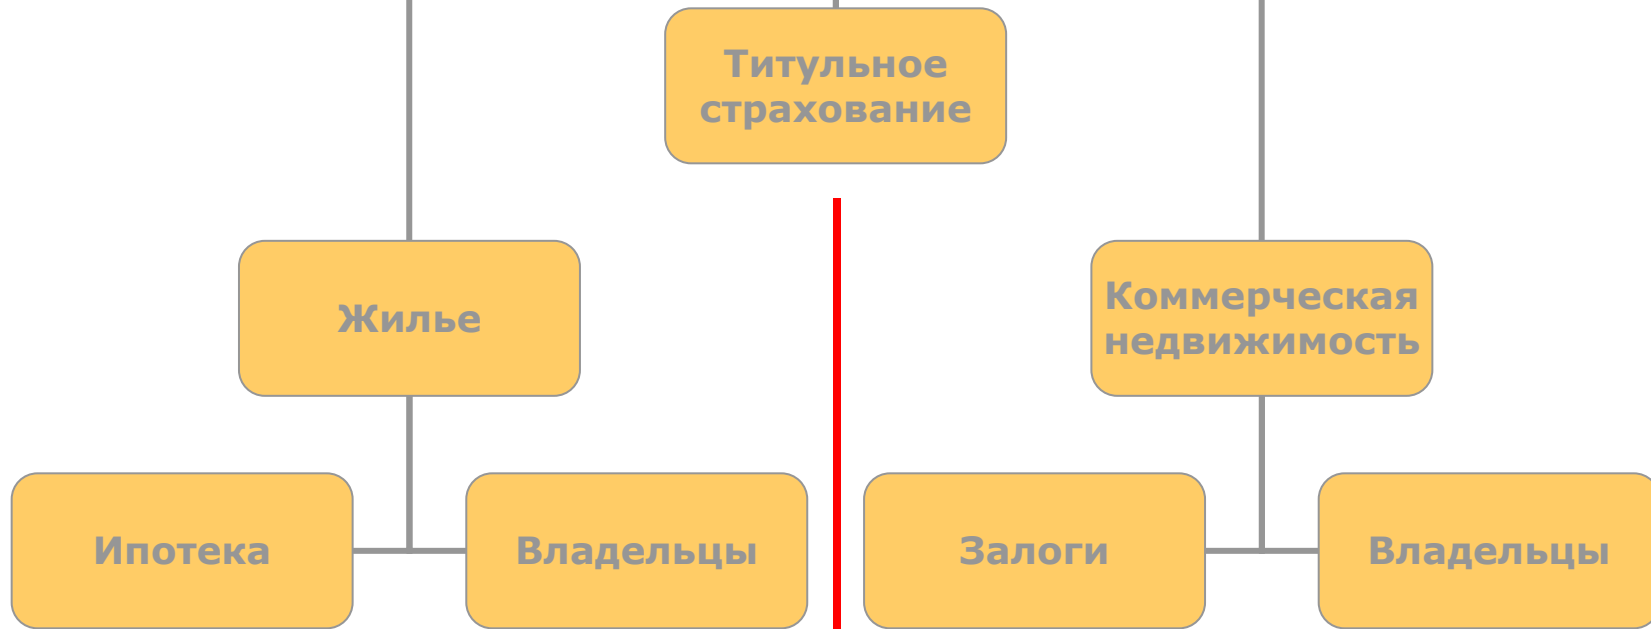 Титульное
страхование
Жилье
Коммерческая
недвижимость
Ипотека
Владельцы
Залоги
Владельцы